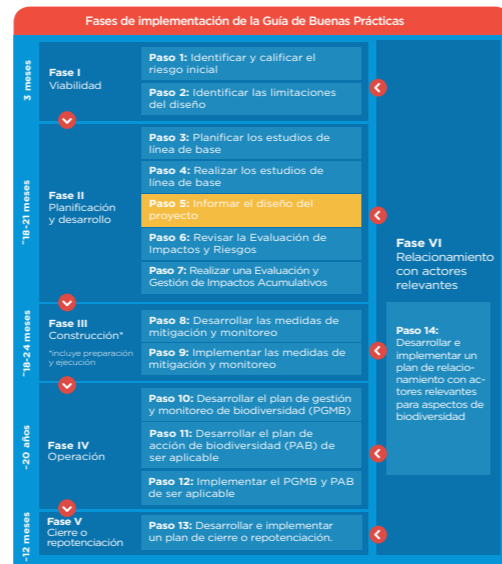 Fases de implementación de la Guía de Buenas Prácticas
3 meses
Fase I
Viabilidad
Paso 1: Identificar y calificar el
riesgo inicial
Paso 2: Identificar las limitaciones
del diseño
~18-21 meses
Fase II
Planificación
y desarrollo
Paso 3: Planificar los estudios de
línea de base
Paso 4: Realizar los estudios de
línea de base
Paso 5: Informar el diseño del
proyecto
Paso 6: Revisar la Evaluación de
Impactos y Riesgos
Paso 7: Realizar una Evaluación y
Gestión de Impactos Acumulativos
~18-24 meses
Fase III
Construcción*
*incluye preparación
y ejecución
Paso 8: Desarrollar las medidas de
mitigación y monitoreo
Paso 9: Implementar las medidas de
mitigación y monitoreo
~20 años
Fase IV
Operación
Paso 10: Desarrollar el plan de gestión
y monitoreo de biodiversidad (PGMB)
Paso 11: Desarrollar el plan de
acción de biodiversidad (PAB) de
ser aplicable
Paso 12: Implementar el PGMB y PAB
de ser aplicable
~12 meses
Fase V
Cierre o
repotenciación
Paso 13: Desarrollar e implementar
un plan de cierre o repotenciación.
Fase VI
Relacionamiento
con actores
relevantes
Paso 14:
Desarrollar e
implementar un
plan de relacio-
namiento con ac-
tores relevantes
para aspectos de
biodiversidad